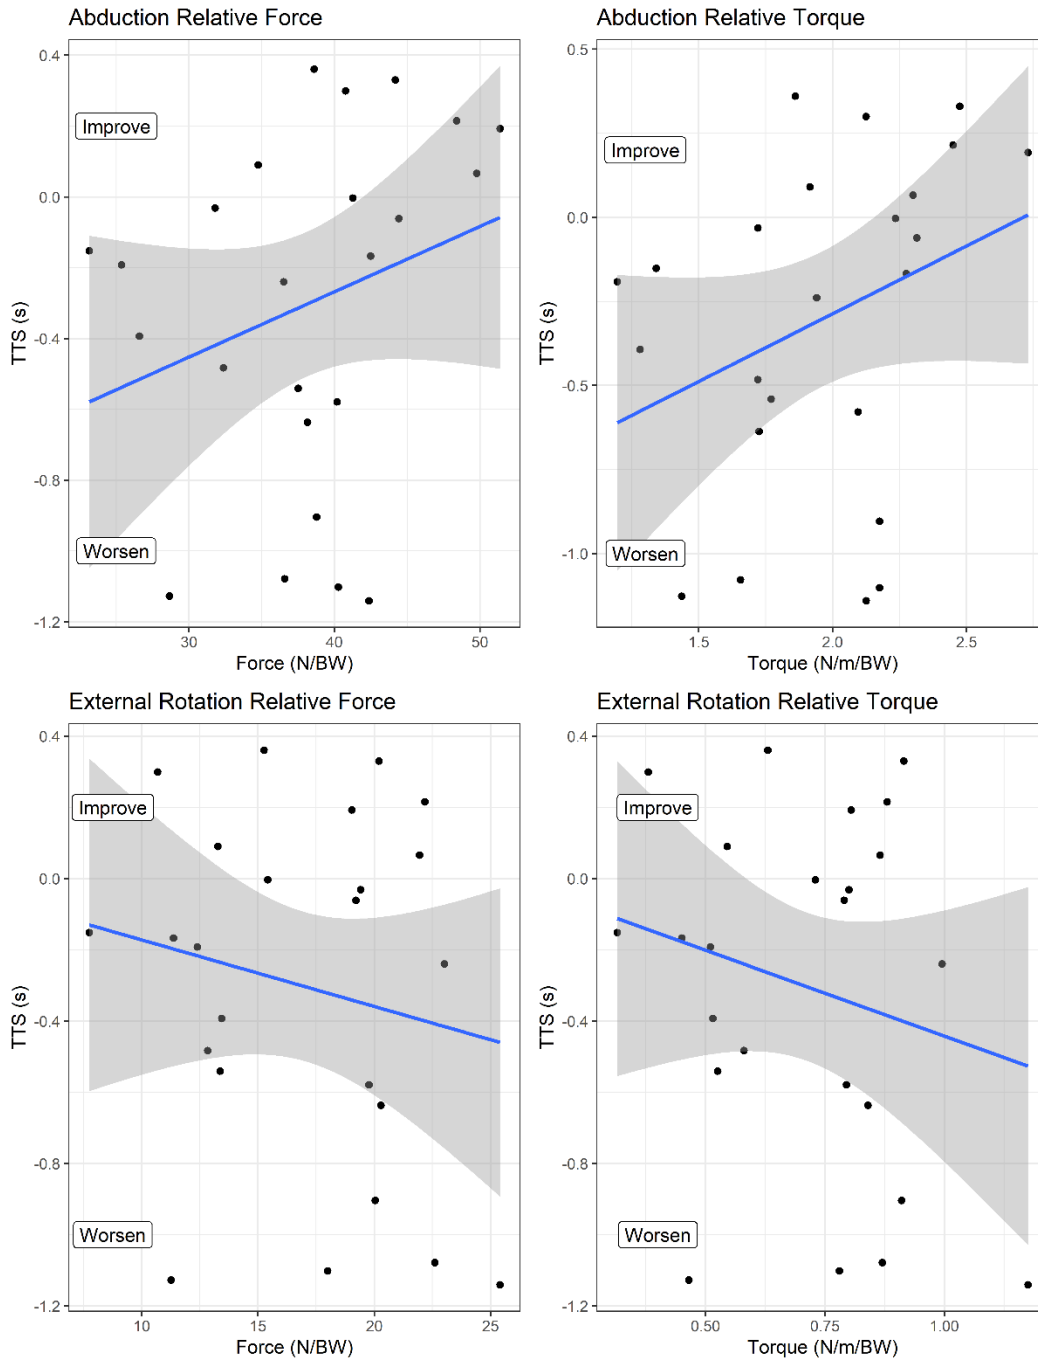 Abduction Relative Force
0.4
0.0
-0.4
-0.8
-1.2
TTS (s)
Improve
Worsen
30
40
50
Force (N/BW)
Abduction Relative Torque
0.5
0.0
-0.5
-1.0
TTS (s)
Improve
Worsen
1.5
2.0
2.5
Torque (N/m/BW)
External Rotation Relative Force
0.4
0.0
-0.4
-0.8
-1.2
TTS (s)
Improve
Worsen
10
15
20
25
Force (N/BW)
External Rotation Relative Torque
0.4
0.0
-0.4
-0.8
-1.2
TTS (s)
Improve
Worsen
0.50
0.75
1.00
Torque (N/m/BW)